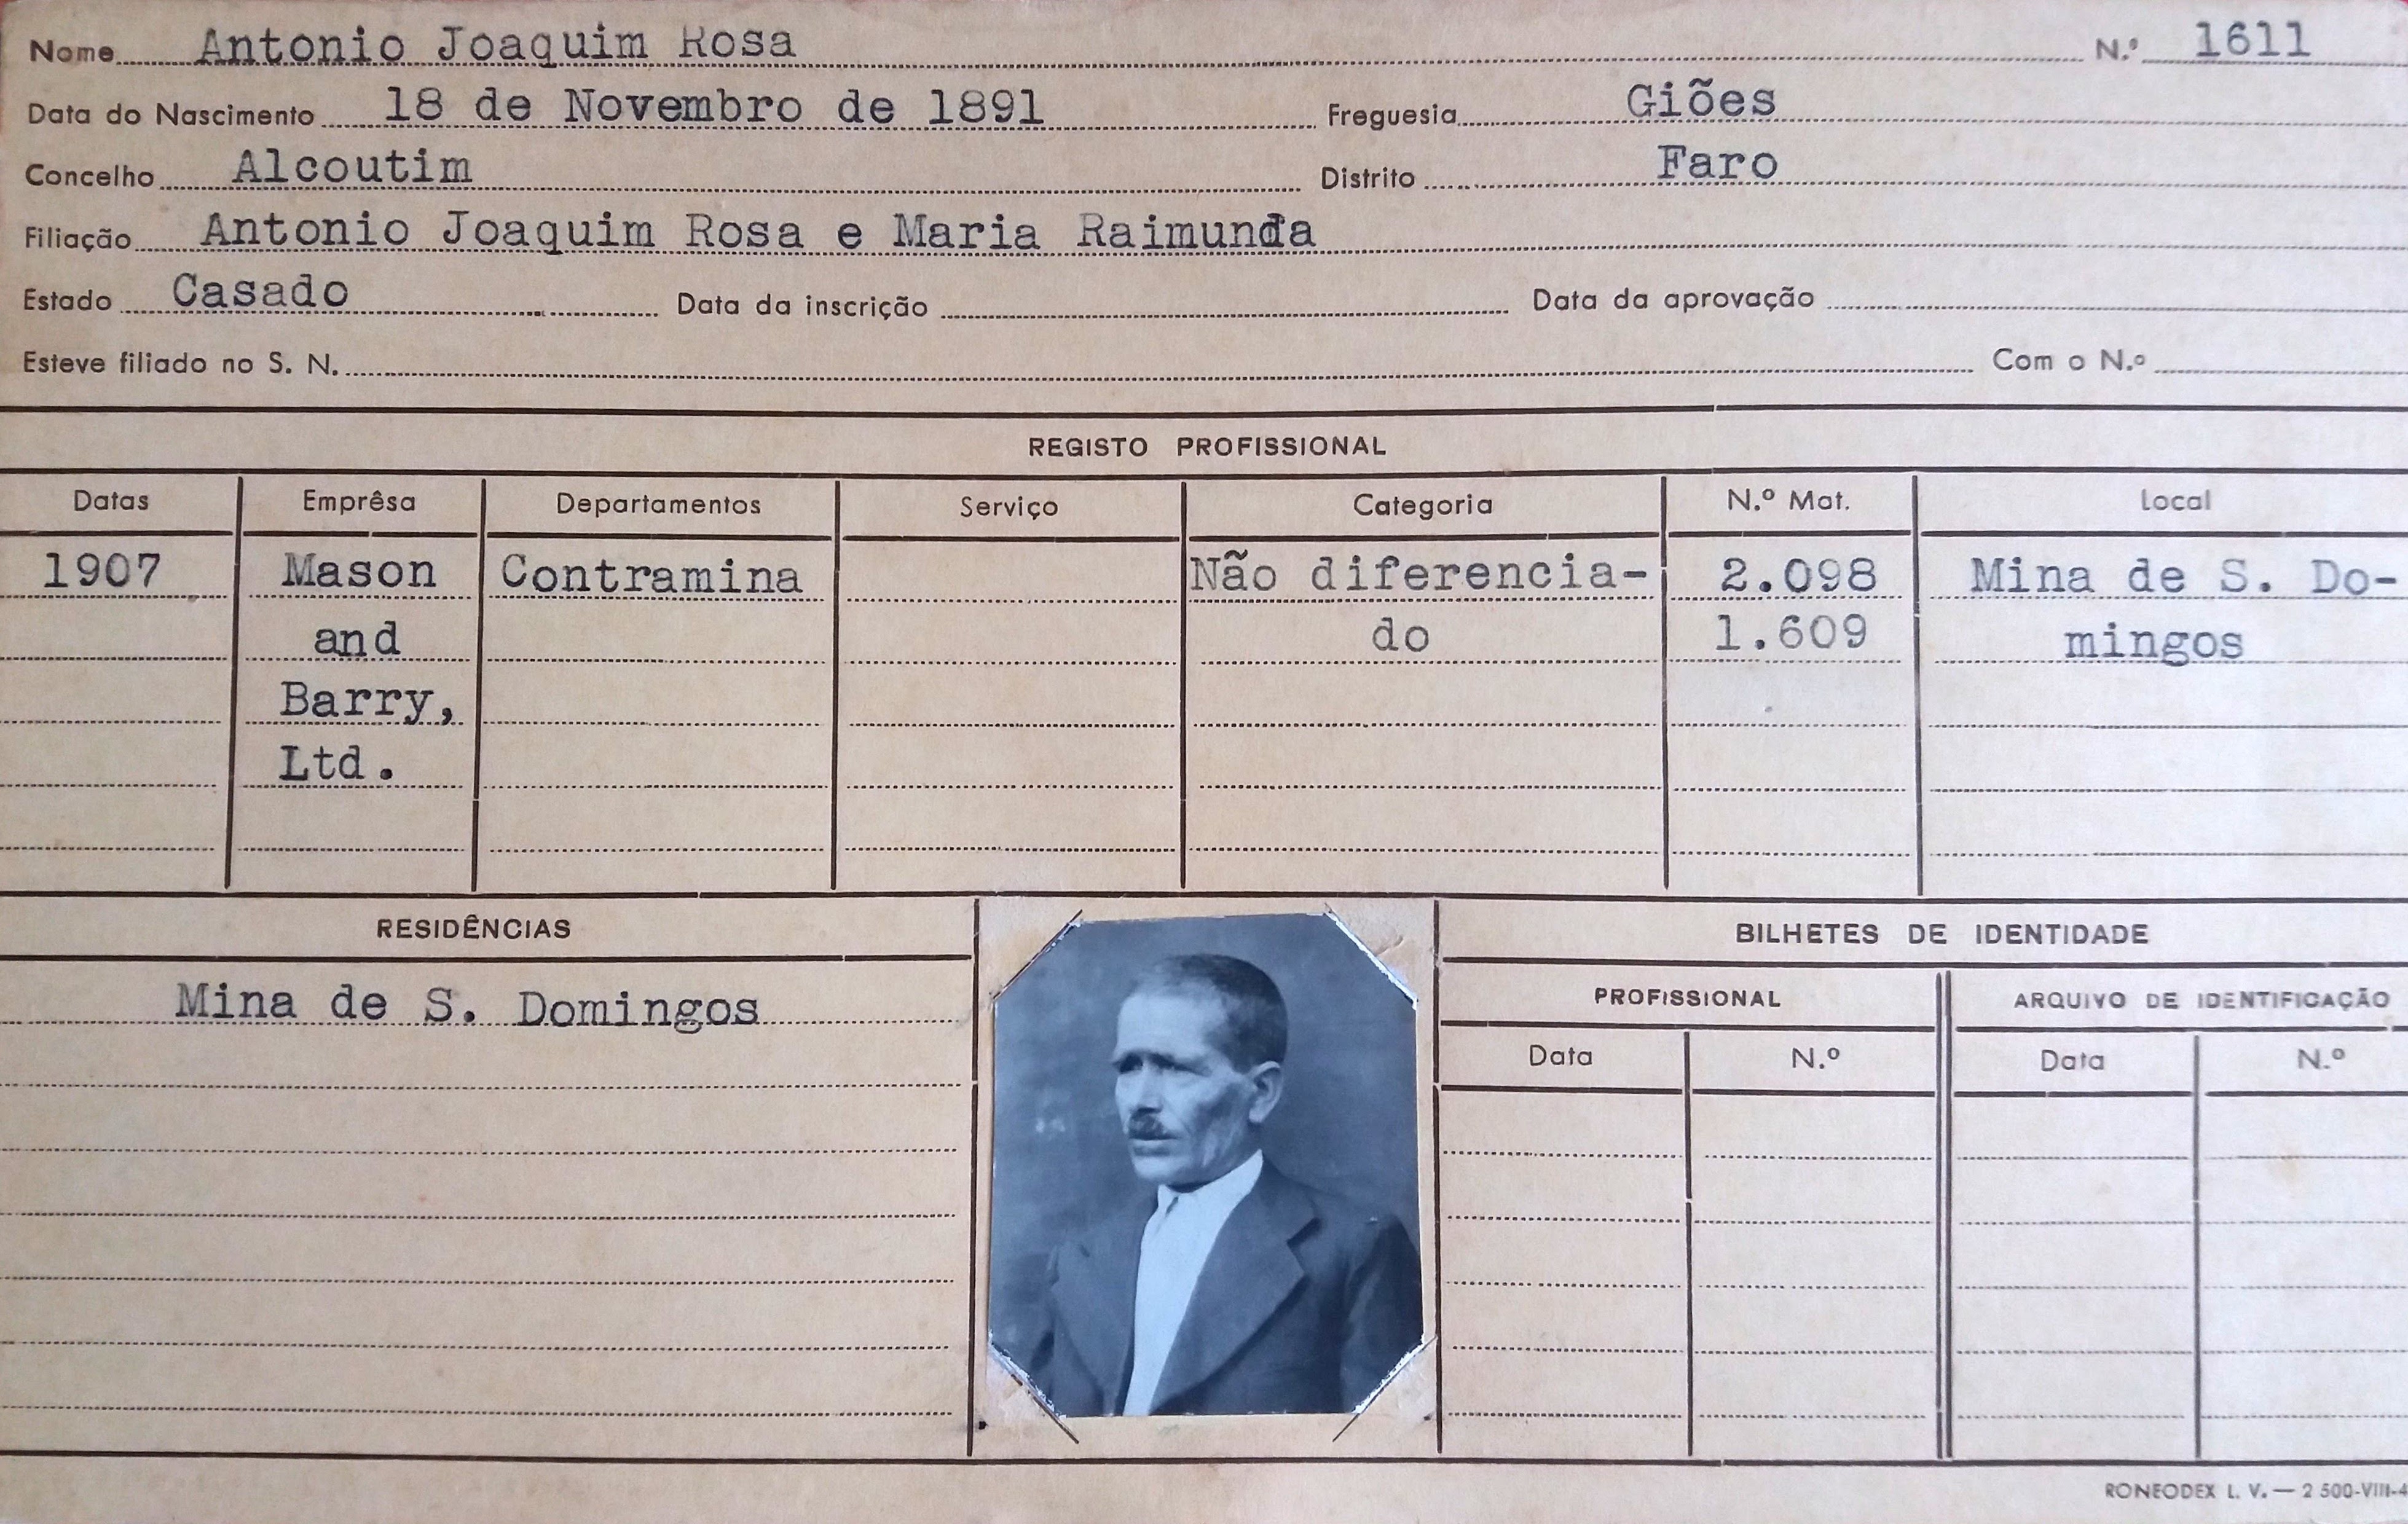 Nome Antonio Joaquim Rosa N.º 1611
Data do Nascimento 18 de Novembro de 1891 Freguesia Giões
Concelho Alcoutim Distrito Faro
Filiação Antonio Joaquim Rosa e Maria Raimunda
Estado Casado Data da inscrição Data da aprovação
Esteve filiado no S. N. Com o N.º
REGISTO PROFISSIONAL
Datas Emprêsa Departamentos Serviço Categoria N.º Mat. Local
1907 Mason Contramina Não diferencia- 2.098 Mina de S. Do-
and do 1.609 mingos
Barry,
Ltd.
RESIDÊNCIAS BILHETES DE IDENTIDADE
Mina de S. Domingos PROFISSIONAL ARQUIVO DE IDENTIFICAÇÃO
Data N.º Data N.º
RONEODEX L. V. — 2 500-VIII-4